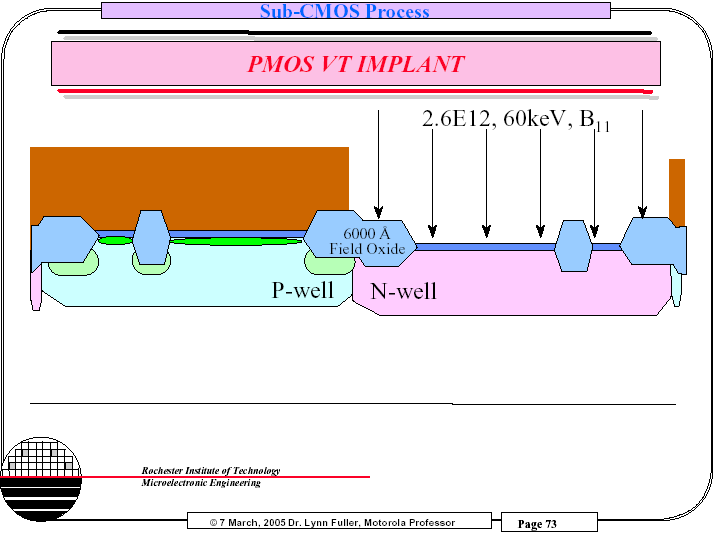 Sub-CMOS Process
PMOS VT IMPLANT
2.6E12, 60keV, B11
6000 Å
Field Oxide
P-well
N-well
Rochester Institute of Technology
Microelectronic Engineering
© 7 March, 2005 Dr. Lynn Fuller, Motorola Professor
Page 73